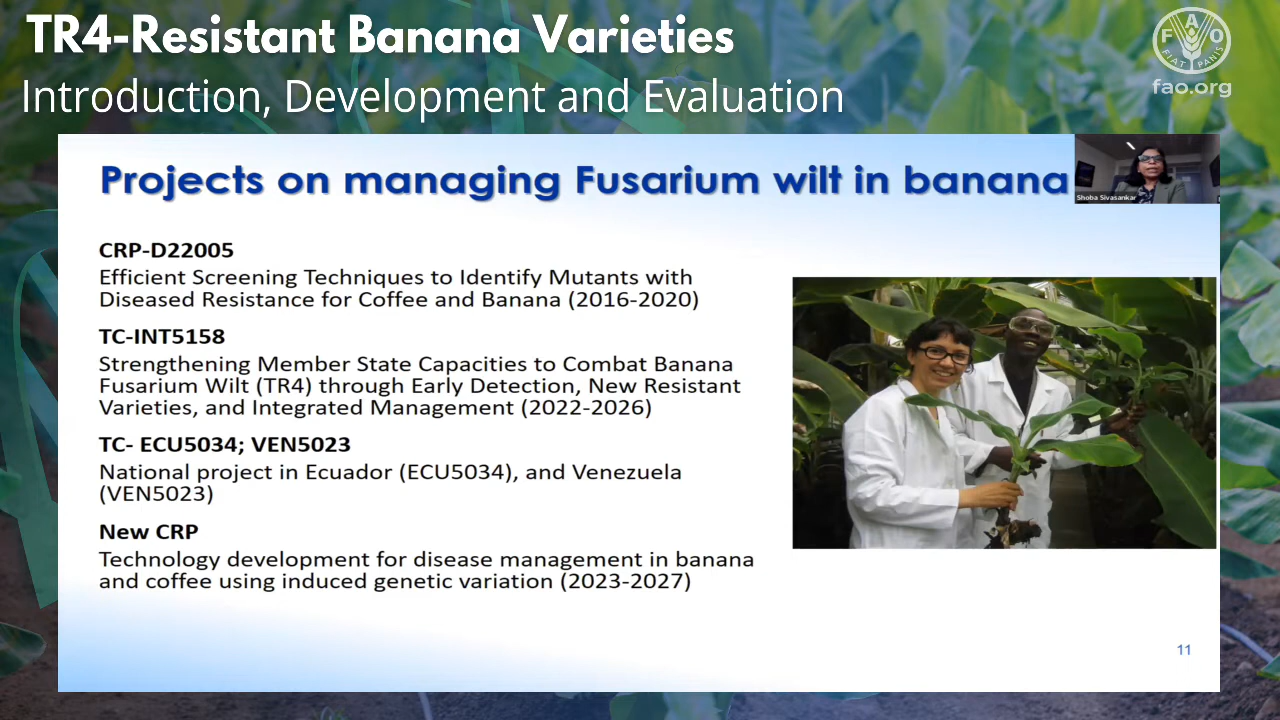 TR4-Resistant Banana Varieties
Introduction, Development and Evaluation
F A O
FIAT PANIS
fao.org
Projects on managing Fusarium wilt in banana
Shoba Sivasankar
CRP-D22005
Efficient Screening Techniques to Identify Mutants with
Diseased Resistance for Coffee and Banana (2016-2020)
TC-INT5158
Strengthening Member State Capacities to Combat Banana
Fusarium Wilt (TR4) through Early Detection, New Resistant
Varieties, and Integrated Management (2022-2026)
TC- ECU5034; VEN5023
National project in Ecuador (ECU5034), and Venezuela
(VEN5023)
New CRP
Technology development for disease management in banana
and coffee using induced genetic variation (2023-2027)
11